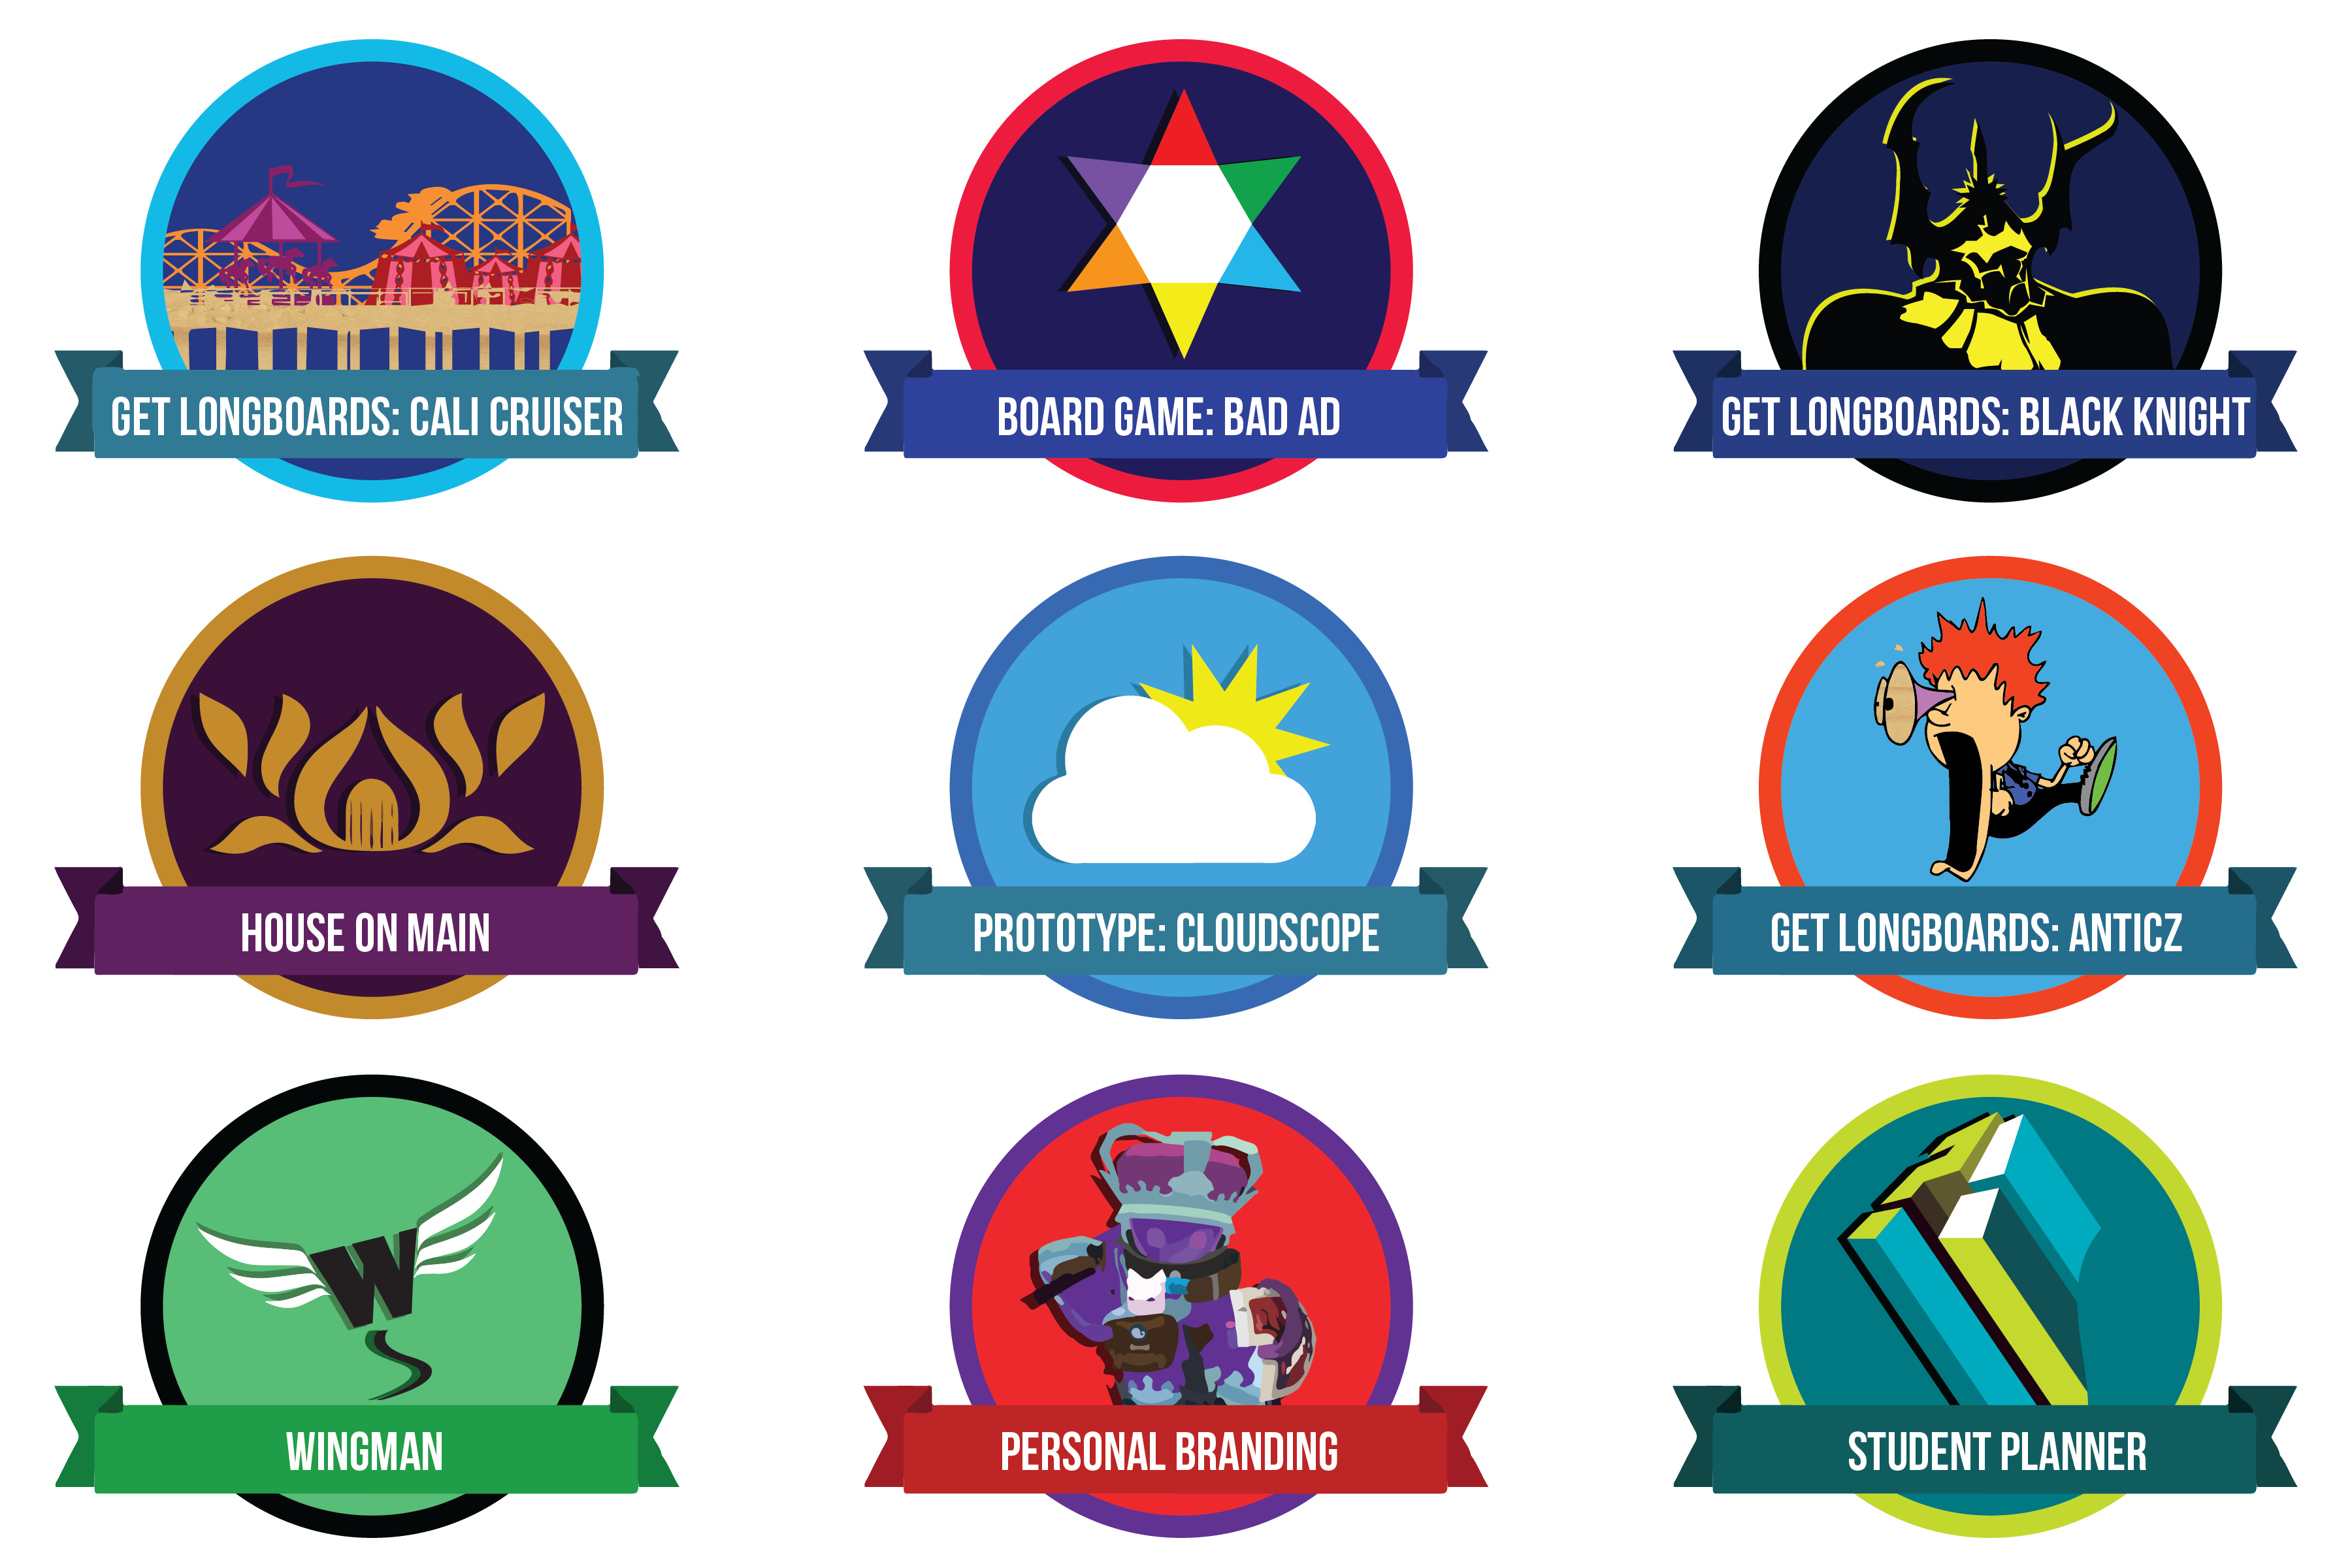 GET LONGBOARDS: CALI CRUISER
BOARD GAME: BAD AD
GET LONGBOARDS: BLACK KNIGHT
HOUSE ON MAIN
PROTOTYPE: CLOUDSCOPE
GET LONGBOARDS: ANTICZ
W
WINGMAN
PERSONAL BRANDING
STUDENT PLANNER